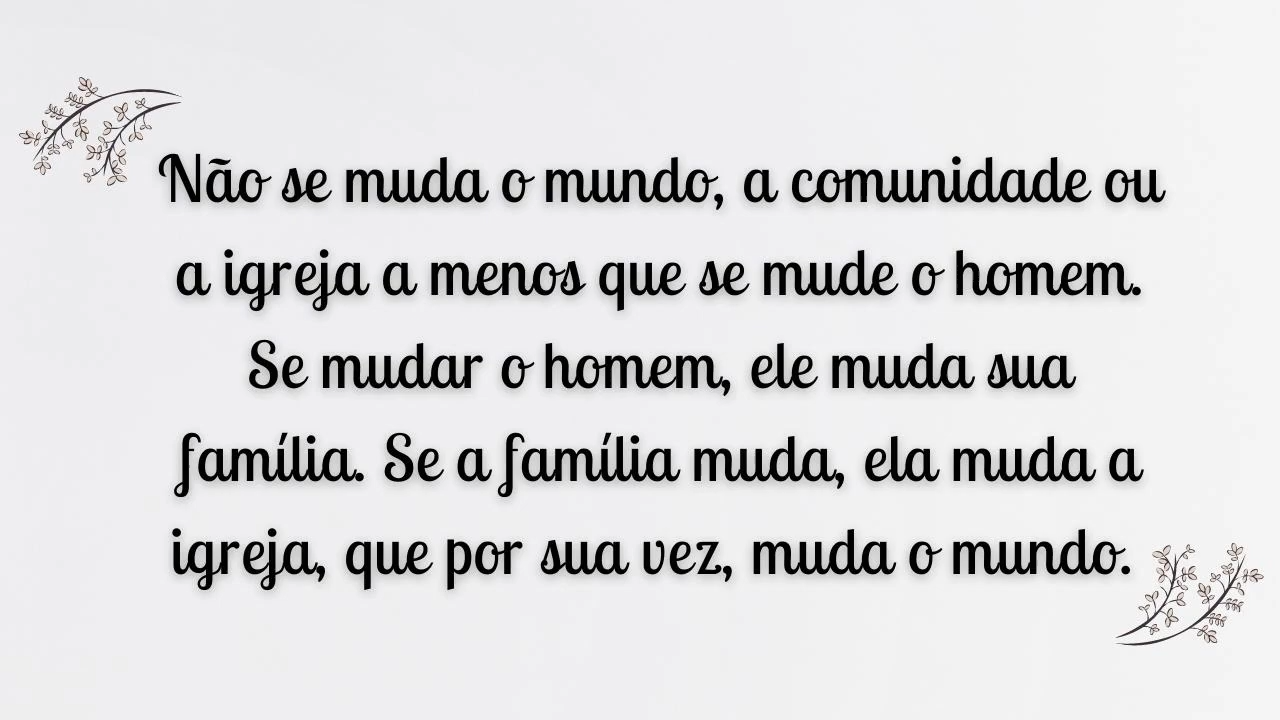 Não se muda o mundo, a comunidade ou
a igreja a menos que se mude o homem.
Se mudar o homem, ele muda sua
família. Se a família muda, ela muda a
igreja, que por sua vez, muda o mundo.